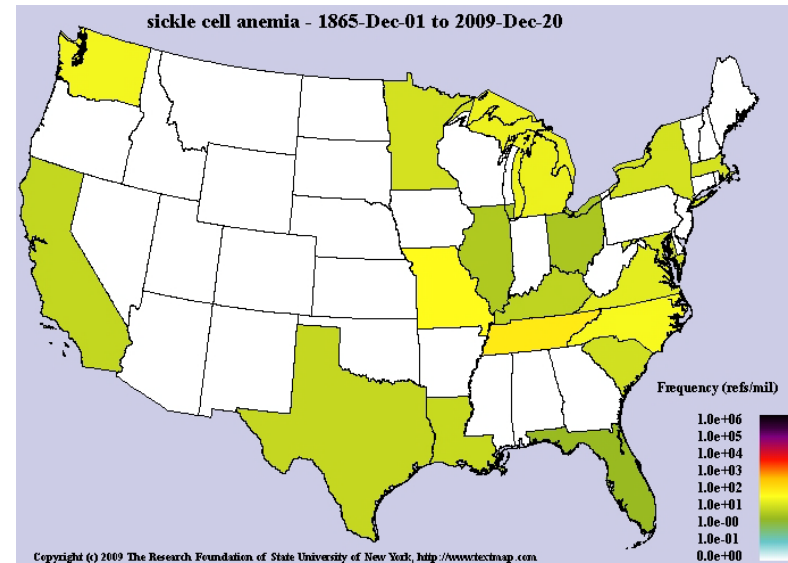 sickle cell anemia - 1865-Dec-01 to 2009-Dec-20
Frequency (refs/mil)
1.0e+06
1.0e+05
1.0e+04
1.0e+03
1.0e+02
1.0e+01
1.0e-00
1.0e-01
0.0e+00
Copyright (c) 2009 The Research Foundation of State University of New York, http://www.textmap.com